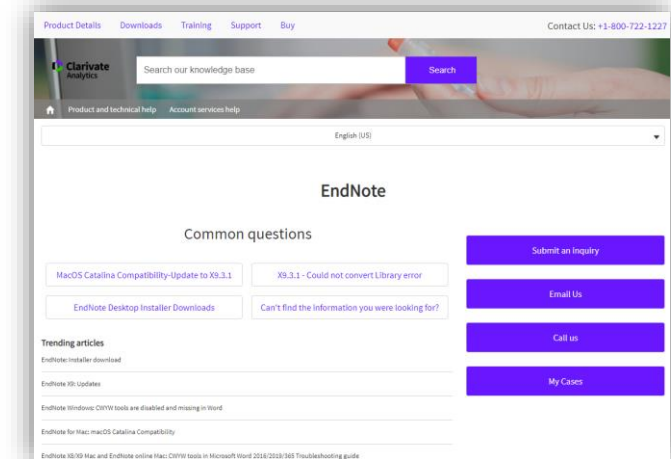 Product Details Downloads Training Support Buy Contact Us: +1-800-722-1227
Clarivate
Analytics
Search our knowledge base Search
Product and technical help Account services help
English (US)
EndNote
Common questions
MacOS Catalina Compatibility-Update to X9.3.1 X9.3.1 - Could not convert Library error
EndNote Desktop Installer Downloads Can't find the information you were looking for?
Submit an Inquiry
Email Us
Call us
My Cases
Trending articles
EndNote: Installer download
EndNote X9: Updates
EndNote Windows: CWYW tools are disabled and missing in Word
EndNote for Mac: macOS Catalina Compatibility
EndNote X8/X9 Mac and EndNote online Mac: CWYW tools in Microsoft Word 2016/2019/365 Troubleshooting guide